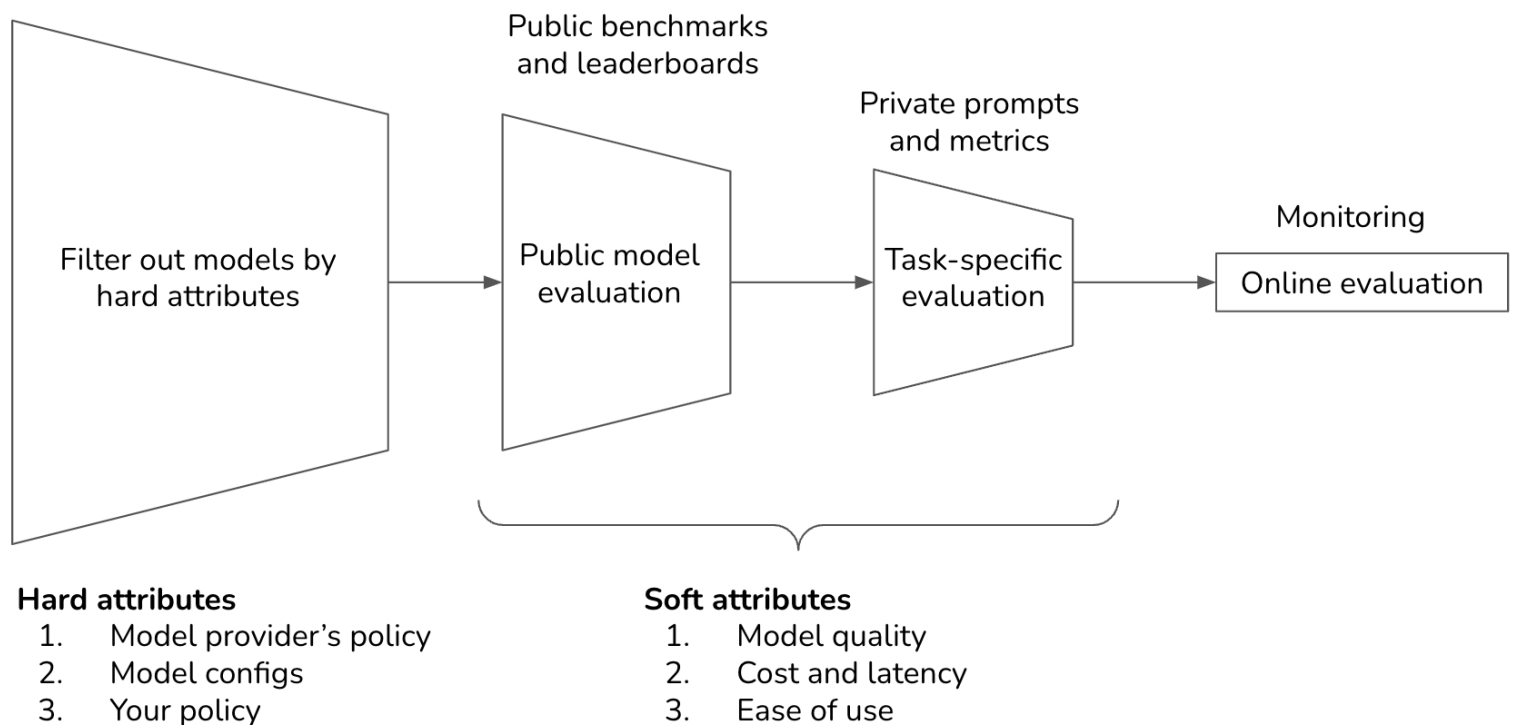 Public benchmarks
and leaderboards
Private prompts
and metrics
Monitoring
Filter out models by
hard attributes
Public model
evaluation
Task-specific
evaluation
Online evaluation
Hard attributes
1. Model provider’s policy
2. Model configs
3. Your policy
Soft attributes
1. Model quality
2. Cost and latency
3. Ease of use